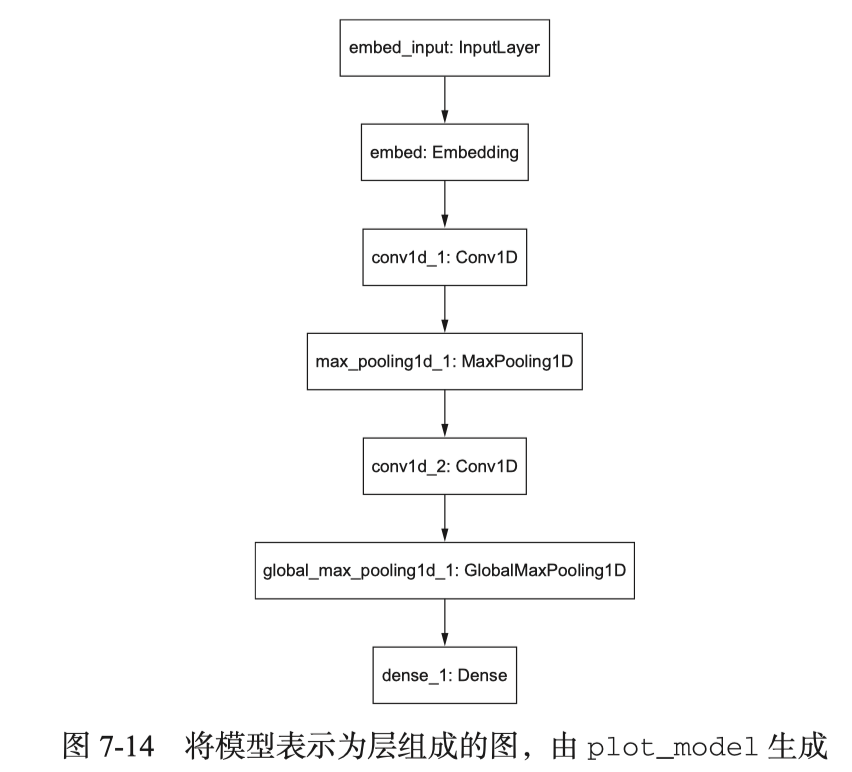 embed_input: InputLayer
embed: Embedding
conv1d_1: Conv1D
max_pooling1d_1: MaxPooling1D
conv1d_2: Conv1D
global_max_pooling1d_1: GlobalMaxPooling1D
dense_1: Dense
图 7-14 将模型表示为层组成的图，由 plot_model 生成